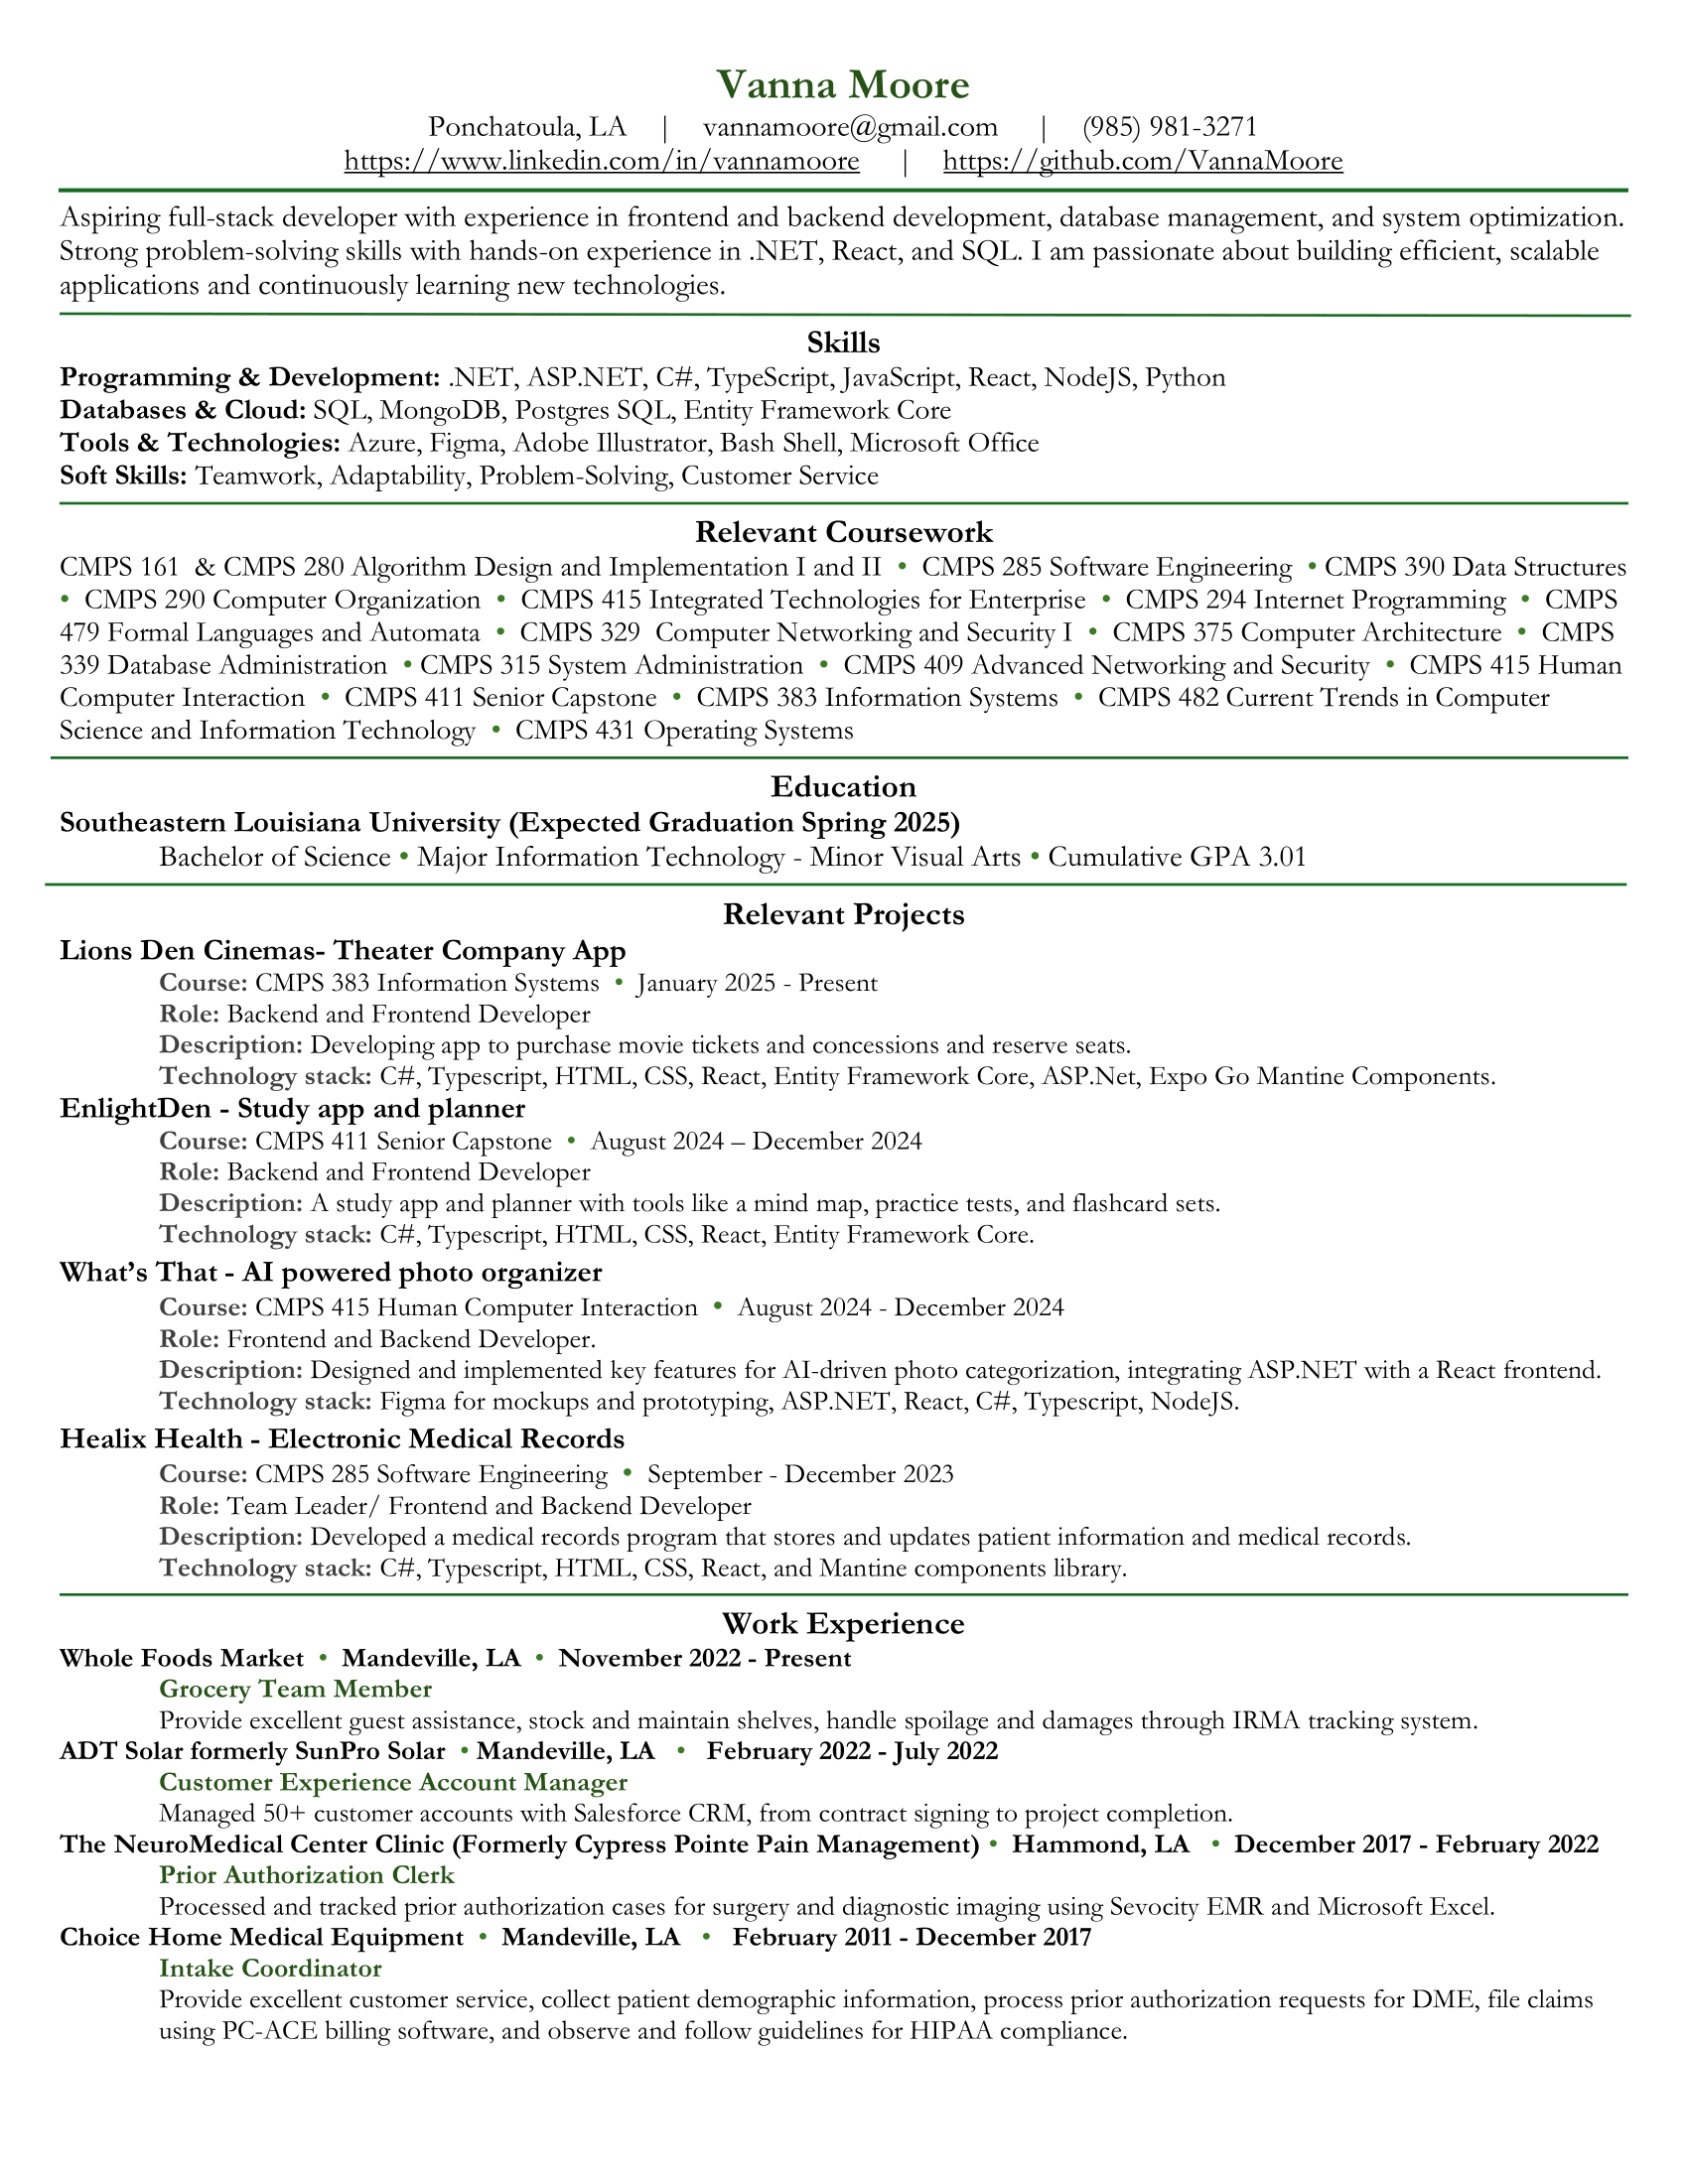 Vanna Moore
Ponchatoula, LA | vannamoore@gmail.com | (985) 981-3271
https://www.linkedin.com/in/vannamoore | https://github.com/VannaMoore
Aspiring full-stack developer with experience in frontend and backend development, database management, and system optimization.
Strong problem-solving skills with hands-on experience in .NET, React, and SQL. I am passionate about building efficient, scalable
applications and continuously learning new technologies.
Skills
Programming & Development: .NET, ASP.NET, C#, TypeScript, JavaScript, React, NodeJS, Python
Databases & Cloud: SQL, MongoDB, Postgres SQL, Entity Framework Core
Tools & Technologies: Azure, Figma, Adobe Illustrator, Bash Shell, Microsoft Office
Soft Skills: Teamwork, Adaptability, Problem-Solving, Customer Service
Relevant Coursework
CMPS 161 & CMPS 280 Algorithm Design and Implementation I and II • CMPS 285 Software Engineering • CMPS 390 Data Structures
• CMPS 290 Computer Organization • CMPS 415 Integrated Technologies for Enterprise • CMPS 294 Internet Programming • CMPS
479 Formal Languages and Automata • CMPS 329 Computer Networking and Security I • CMPS 375 Computer Architecture • CMPS
339 Database Administration • CMPS 315 System Administration • CMPS 409 Advanced Networking and Security • CMPS 415 Human
Computer Interaction • CMPS 411 Senior Capstone • CMPS 383 Information Systems • CMPS 482 Current Trends in Computer
Science and Information Technology • CMPS 431 Operating Systems
Education
Southeastern Louisiana University (Expected Graduation Spring 2025)
Bachelor of Science • Major Information Technology - Minor Visual Arts • Cumulative GPA 3.01
Relevant Projects
Lions Den Cinemas- Theater Company App
Course: CMPS 383 Information Systems • January 2025 - Present
Role: Backend and Frontend Developer
Description: Developing app to purchase movie tickets and concessions and reserve seats.
Technology stack: C#, Typescript, HTML, CSS, React, Entity Framework Core, ASP.Net, Expo Go Mantine Components.
EnlightDen - Study app and planner
Course: CMPS 411 Senior Capstone • August 2024 – December 2024
Role: Backend and Frontend Developer
Description: A study app and planner with tools like a mind map, practice tests, and flashcard sets.
Technology stack: C#, Typescript, HTML, CSS, React, Entity Framework Core.
What’s That - AI powered photo organizer
Course: CMPS 415 Human Computer Interaction • August 2024 - December 2024
Role: Frontend and Backend Developer.
Description: Designed and implemented key features for AI-driven photo categorization, integrating ASP.NET with a React frontend.
Technology stack: Figma for mockups and prototyping, ASP.NET, React, C#, Typescript, NodeJS.
Healix Health - Electronic Medical Records
Course: CMPS 285 Software Engineering • September - December 2023
Role: Team Leader/ Frontend and Backend Developer
Description: Developed a medical records program that stores and updates patient information and medical records.
Technology stack: C#, Typescript, HTML, CSS, React, and Mantine components library.
Work Experience
Whole Foods Market • Mandeville, LA • November 2022 - Present
Grocery Team Member
Provide excellent guest assistance, stock and maintain shelves, handle spoilage and damages through IRMA tracking system.
ADT Solar formerly SunPro Solar • Mandeville, LA • February 2022 - July 2022
Customer Experience Account Manager
Managed 50+ customer accounts with Salesforce CRM, from contract signing to project completion.
The NeuroMedical Center Clinic (Formerly Cypress Pointe Pain Management) • Hammond, LA • December 2017 - February 2022
Prior Authorization Clerk
Processed and tracked prior authorization cases for surgery and diagnostic imaging using Sevocity EMR and Microsoft Excel.
Choice Home Medical Equipment • Mandeville, LA • February 2011 - December 2017
Intake Coordinator
Provide excellent customer service, collect patient demographic information, process prior authorization requests for DME, file claims
using PC-ACE billing software, and observe and follow guidelines for HIPAA compliance.